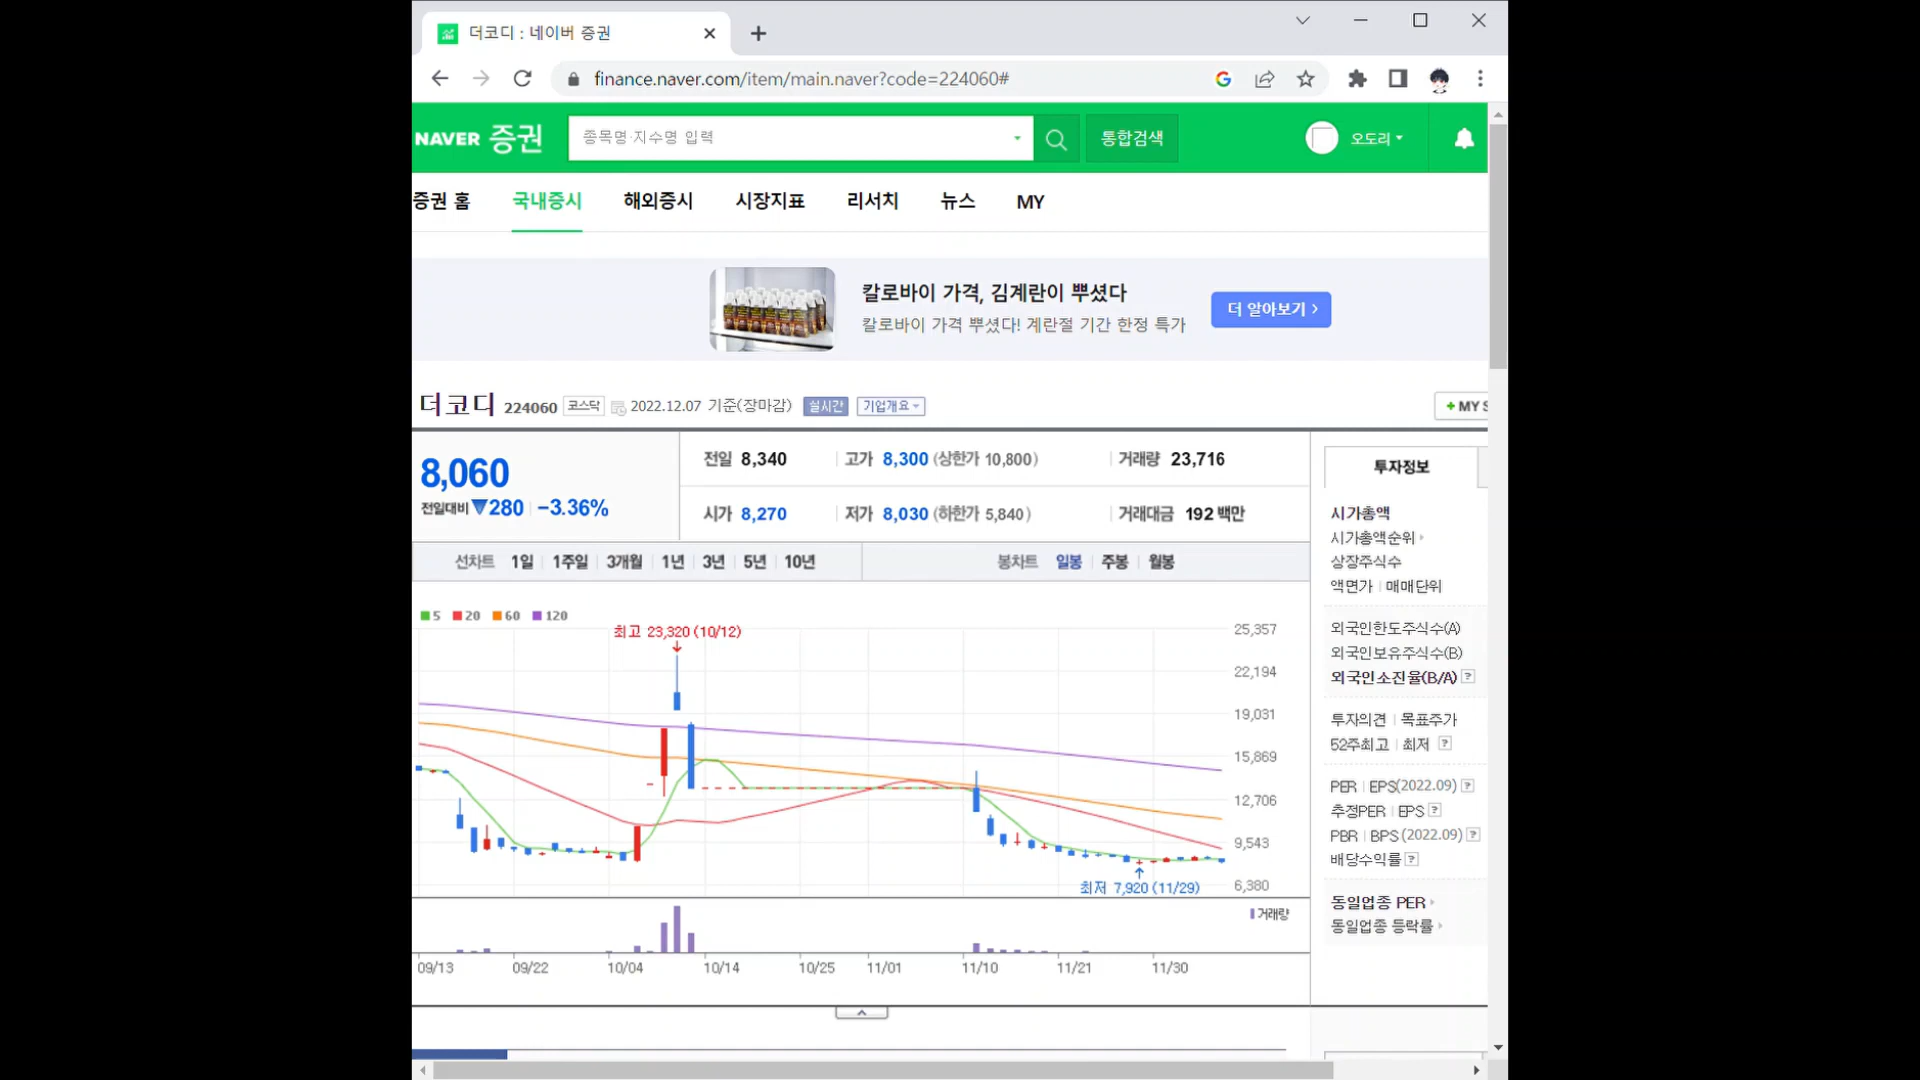 더코디 : 네이버 증권
finance.naver.com/item/main.naver?code=224060#
NAVER 증권
종목명·지수명 입력
통합검색
오도리
증권 홈 국내증시 해외증시 시장지표 리서치 뉴스 MY
칼로바이 가격, 김계란이 뿌셨다
칼로바이 가격 뿌셨다! 계란절 기간 한정 특가
더 알아보기 >
더코디 224060 코스닥 2022.12.07 기준(장마감) 실시간 기업개요
+ MY S
8,060
전일대비 ▼280 -3.36%
전일 8,340 고가 8,300 (상한가 10,800) 거래량 23,716
시가 8,270 저가 8,030 (하한가 5,840) 거래대금 192 백만
선차트 1일 1주일 3개월 1년 3년 5년 10년 봉차트 일봉 주봉 월봉
5 20 60 120
최고 23,320 (10/12)
25,357
22,194
19,031
15,869
12,706
9,543
6,380
최저 7,920 (11/29)
거래량
09/13 09/22 10/04 10/14 10/25 11/01 11/10 11/21 11/30
투자정보
시가총액
시가총액순위
상장주식수
액면가 | 매매단위
외국인한도주식수(A)
외국인보유주식수(B)
외국인소진율(B/A) ?
투자의견 | 목표주가
52주최고 | 최저 ?
PER | EPS(2022.09) ?
추정PER | EPS ?
PBR | BPS (2022.09) ?
배당수익률 ?
동일업종 PER
동일업종 등락률